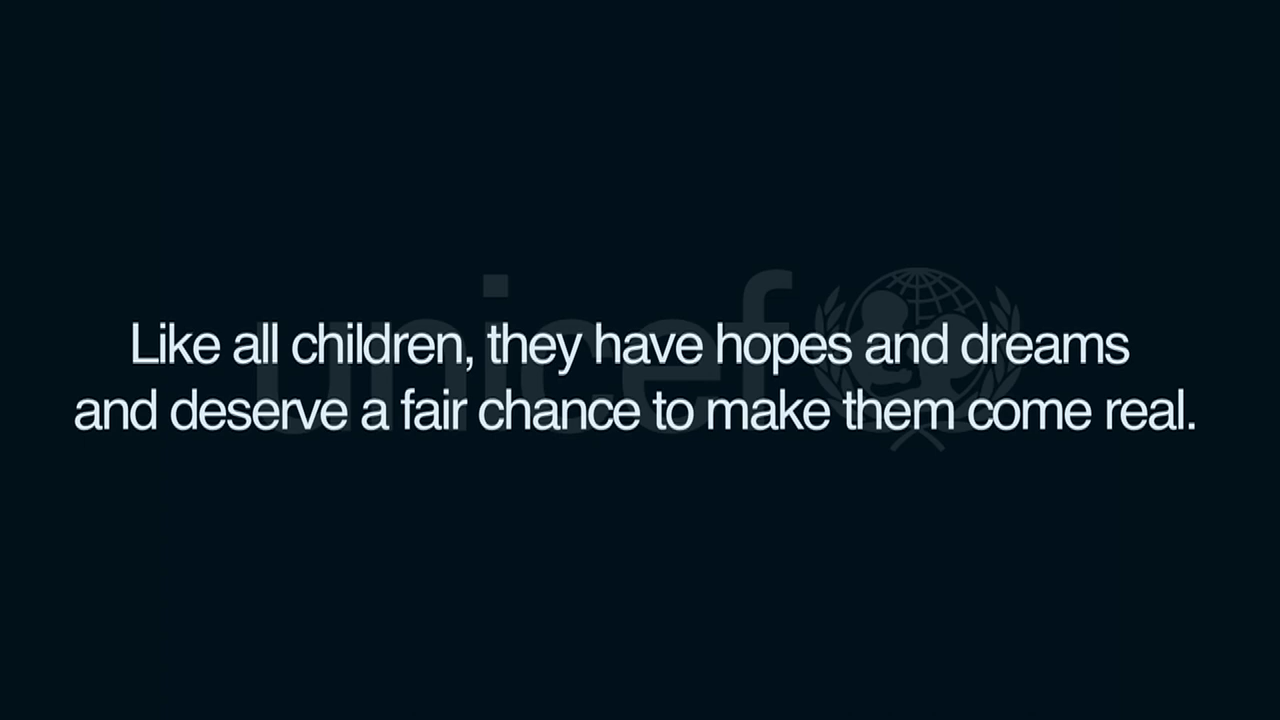 unicef
Like all children, they have hopes and dreams
and deserve a fair chance to make them come real.